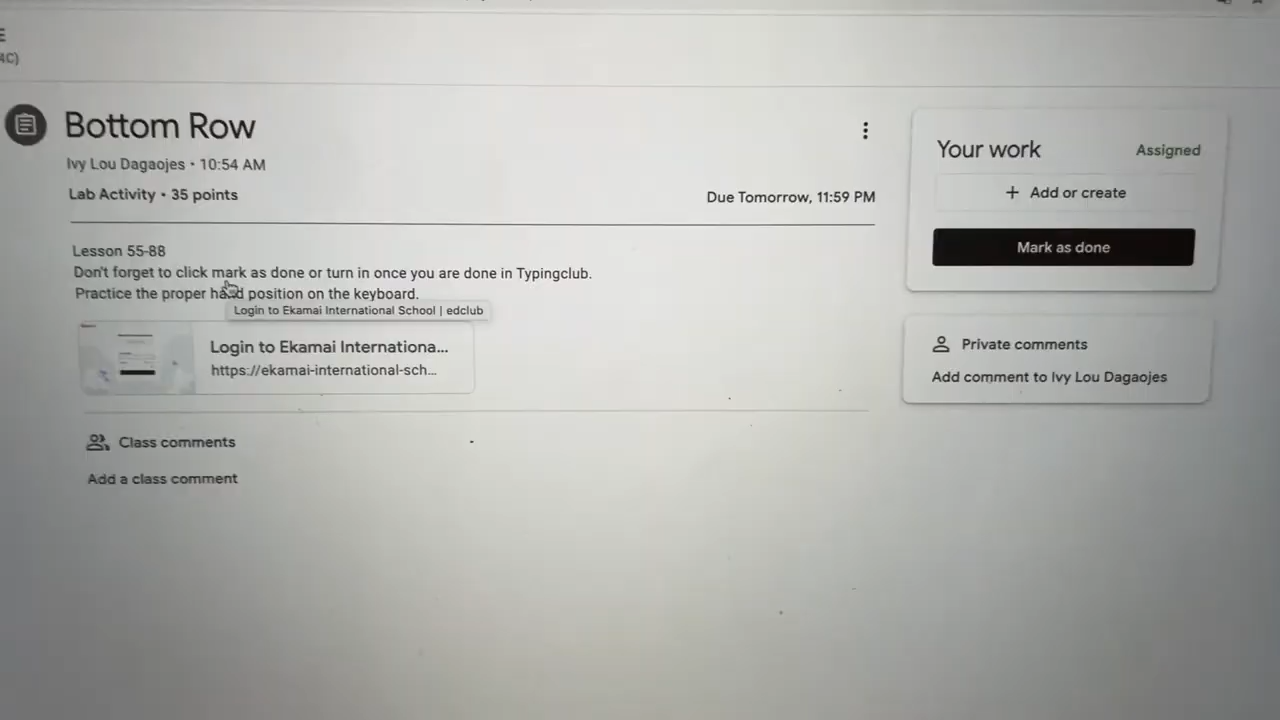 4C)
Bottom Row
Ivy Lou Dagaojes • 10:54 AM
Lab Activity • 35 points
Due Tomorrow, 11:59 PM
Lesson 55-88
Don't forget to click mark as done or turn in once you are done in Typingclub.
Practice the proper hand position on the keyboard.
Login to Ekamai International School | edclub
Login to Ekamai Internationa...
https://ekamai-international-sch...
Class comments
Add a class comment
Your work
Assigned
+ Add or create
Mark as done
Private comments
Add comment to Ivy Lou Dagaojes